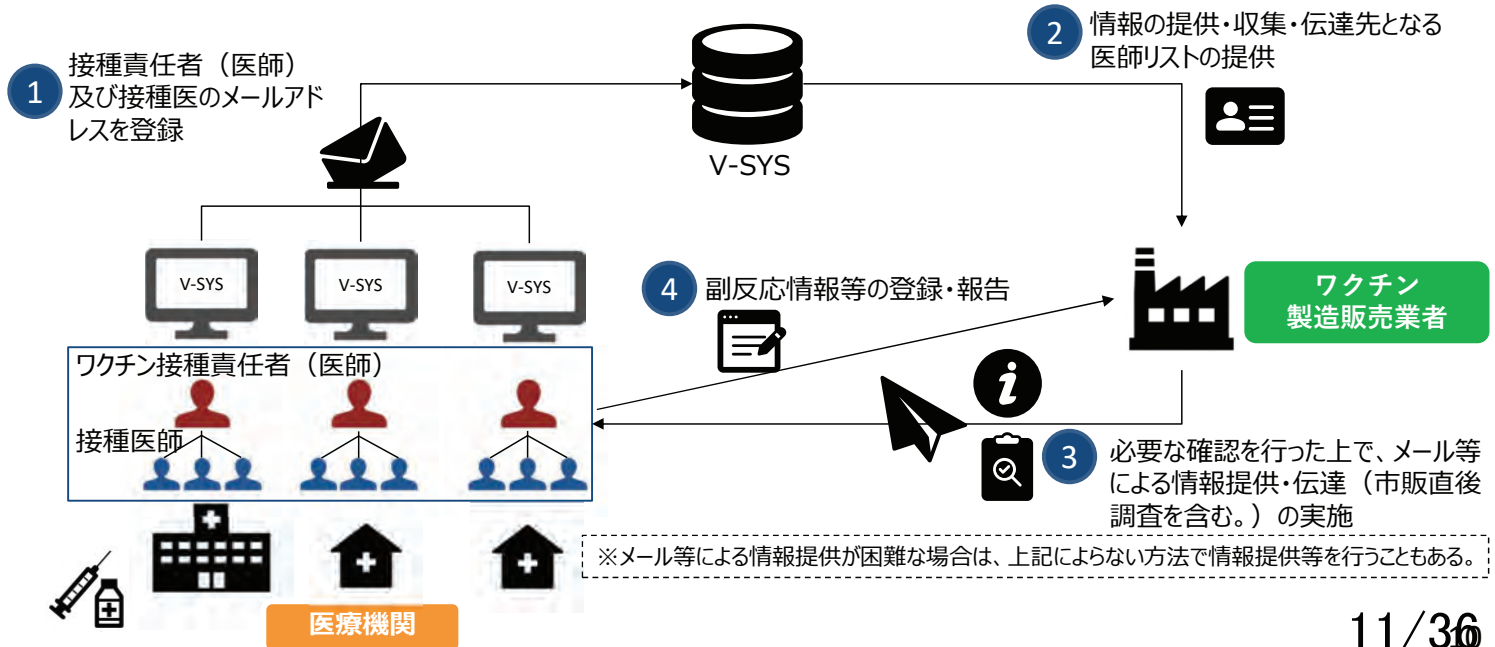 1
接種責任者（医師）
及び接種医のメールアド
レスを登録
V-SYS
2
情報の提供・収集・伝達先となる
医師リストの提供
V-SYS
V-SYS
V-SYS
4
副反応情報等の登録・報告
ワクチン
製造販売業者
ワクチン接種責任者（医師）
接種医師
3
必要な確認を行った上で、メール等
による情報提供・伝達（市販直後
調査を含む。）の実施
※メール等による情報提供が困難な場合は、上記によらない方法で情報提供等を行うこともある。
医療機関
11/36